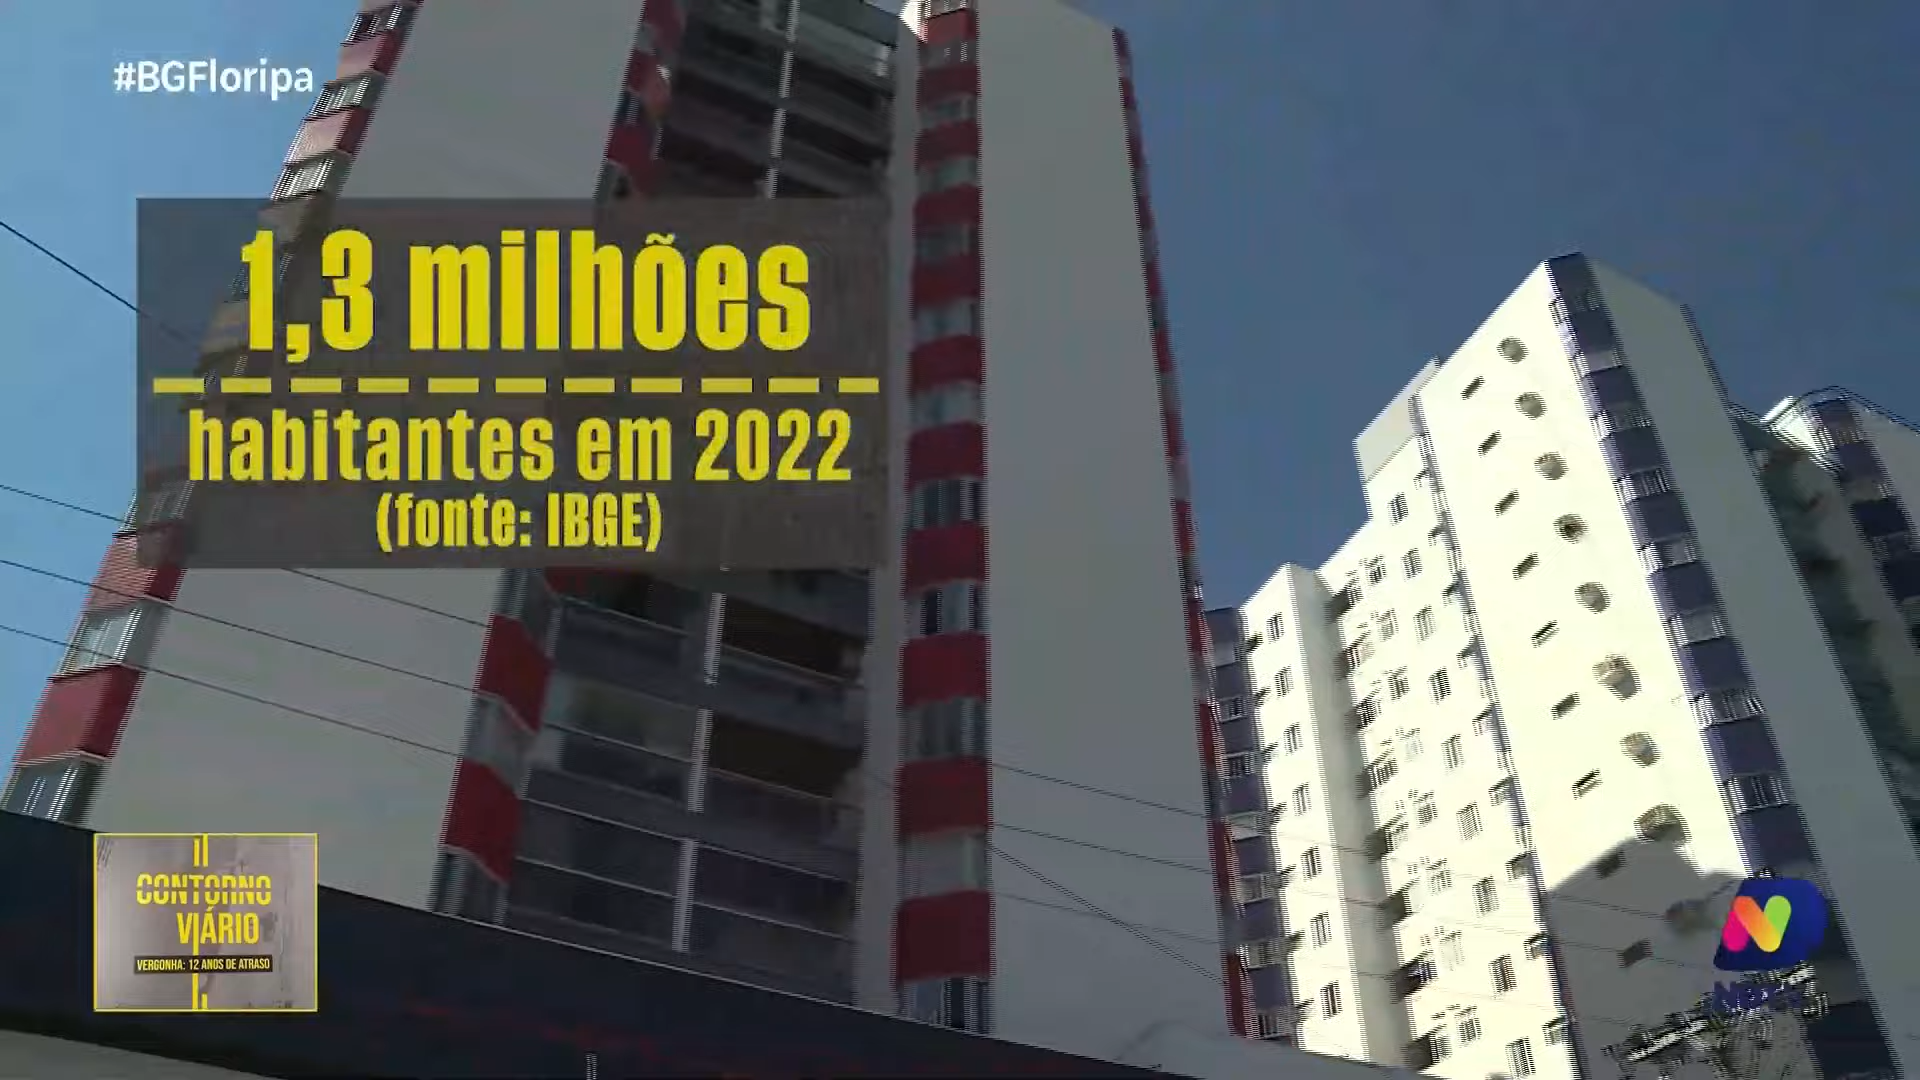 #BGFloripa
1,3 milhões
habitantes em 2022
(fonte: IBGE)
CONTORNO
VIÁRIO
VERGONHA: 12 ANOS DE ATRASO